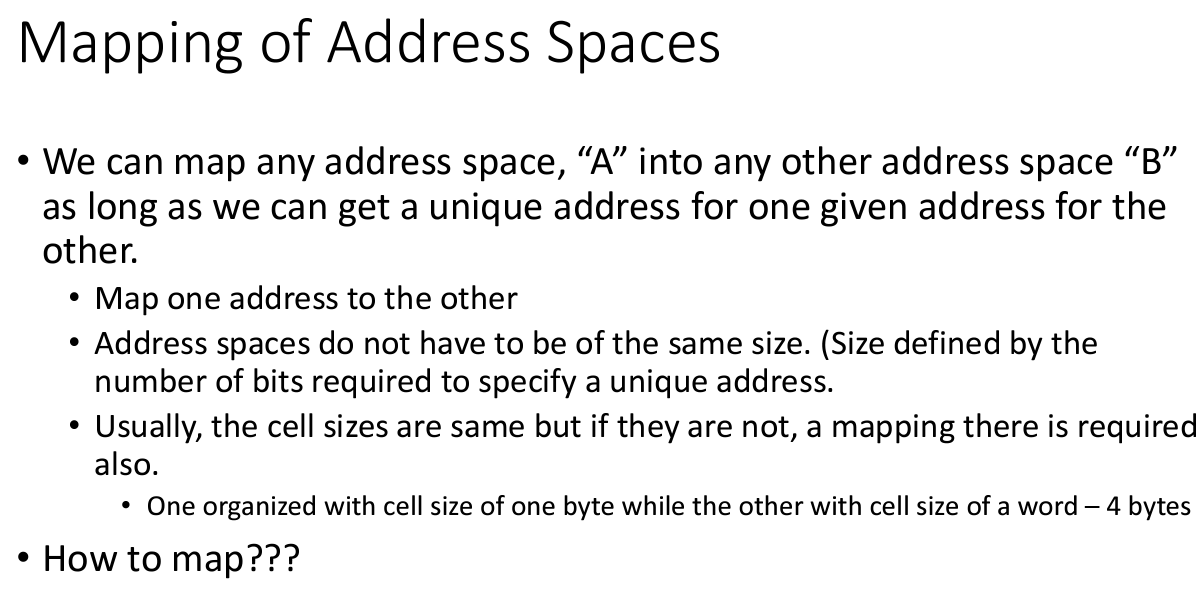 Mapping of Address Spaces
• We can map any address space, “A” into any other address space “B”
as long as we can get a unique address for one given address for the
other.
• Map one address to the other
• Address spaces do not have to be of the same size. (Size defined by the
number of bits required to specify a unique address.
• Usually, the cell sizes are same but if they are not, a mapping there is required
also.
• One organized with cell size of one byte while the other with cell size of a word – 4 bytes
• How to map???